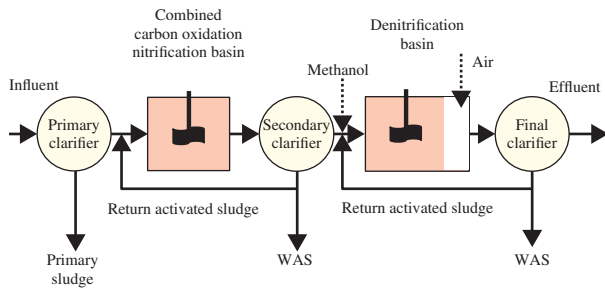 Combined
carbon oxidation
nitrification basin
Denitrification
basin
Influent
Methanol
Air
Effluent
Primary
clarifier
Secondary
clarifier
Final
clarifier
Return activated sludge
Return activated sludge
Primary
sludge
WAS
WAS